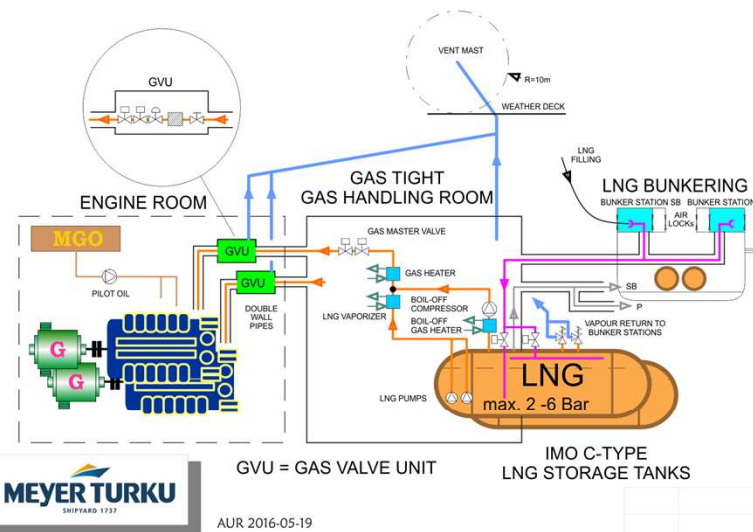 GVU
VENT MAST
R=10m
WEATHER DECK
LNG
FILLING
GAS TIGHT
GAS HANDLING ROOM
LNG BUNKERING
BUNKER STATION SB
BUNKER STATION
AIR
LOCKs
ENGINE ROOM
MGO
GAS MASTER VALVE
GVU
GVU
PILOT OIL
GAS HEATER
DOUBLE
WALL
PIPES
LNG VAPORIZER
BOIL-OFF
COMPRESSOR
BOIL-OFF
GAS HEATER
SB
P
VAPOUR RETURN TO
BUNKER STATIONS
G
G
LNG
max. 2 -6 Bar
LNG PUMPS
IMO C-TYPE
LNG STORAGE TANKS
GVU = GAS VALVE UNIT
MEYER TURKU
SHIPYARD 1737
AUR 2016-05-19